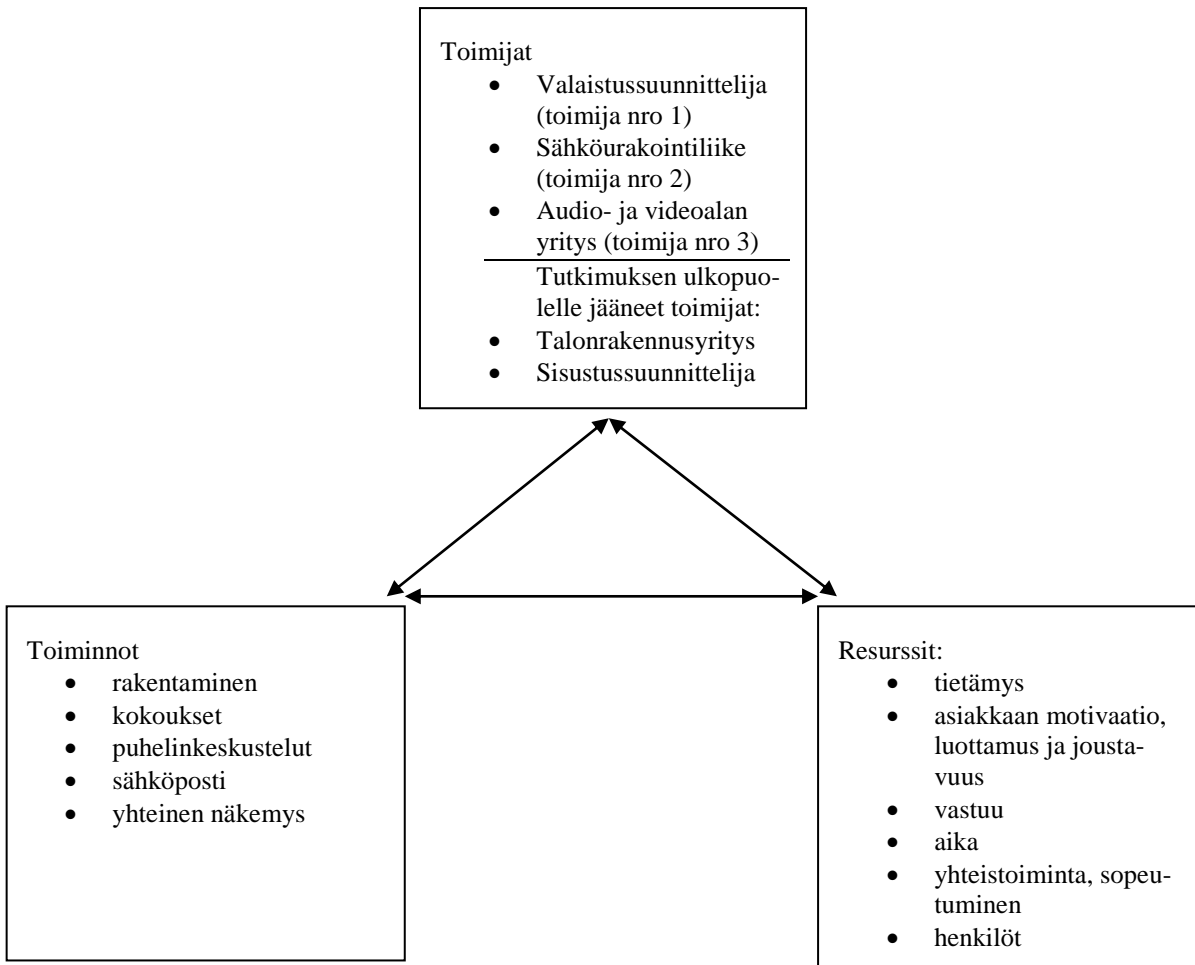 Toimijat
• Valaistussuunnittelija
(toimija nro 1)
• Sähköurakointiliike
(toimija nro 2)
• Audio- ja videoalan
yritys (toimija nro 3)
Tutkimuksen ulkopuo-
lelle jääneet toimijat:
• Talonrakennusyritys
• Sisustussuunnittelija
Toiminnot
• rakentaminen
• kokoukset
• puhelinkeskustelut
• sähköposti
• yhteinen näkemys
Resurssit:
• tietämys
• asiakkaan motivaatio,
luottamus ja jousta-
vuus
• vastuu
• aika
• yhteistoiminta, sopeu-
tuminen
• henkilöt